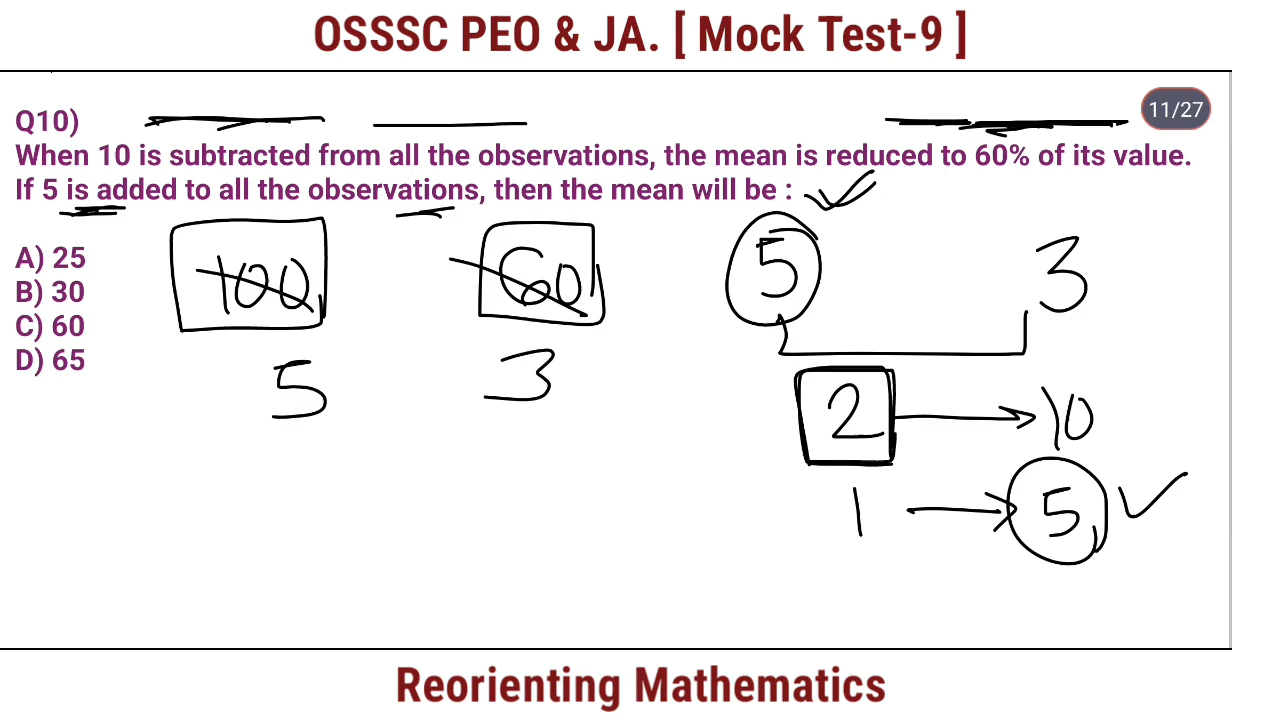 OSSSC PEO & JA. [ Mock Test-9 ]
11/27
Q10)
When 10 is subtracted from all the observations, the mean is reduced to 60% of its value.
If 5 is added to all the observations, then the mean will be :
A) 25
B) 30
C) 60
D) 65
100 60 5 3
5 3
2 → 10
1 → 5
Reorienting Mathematics